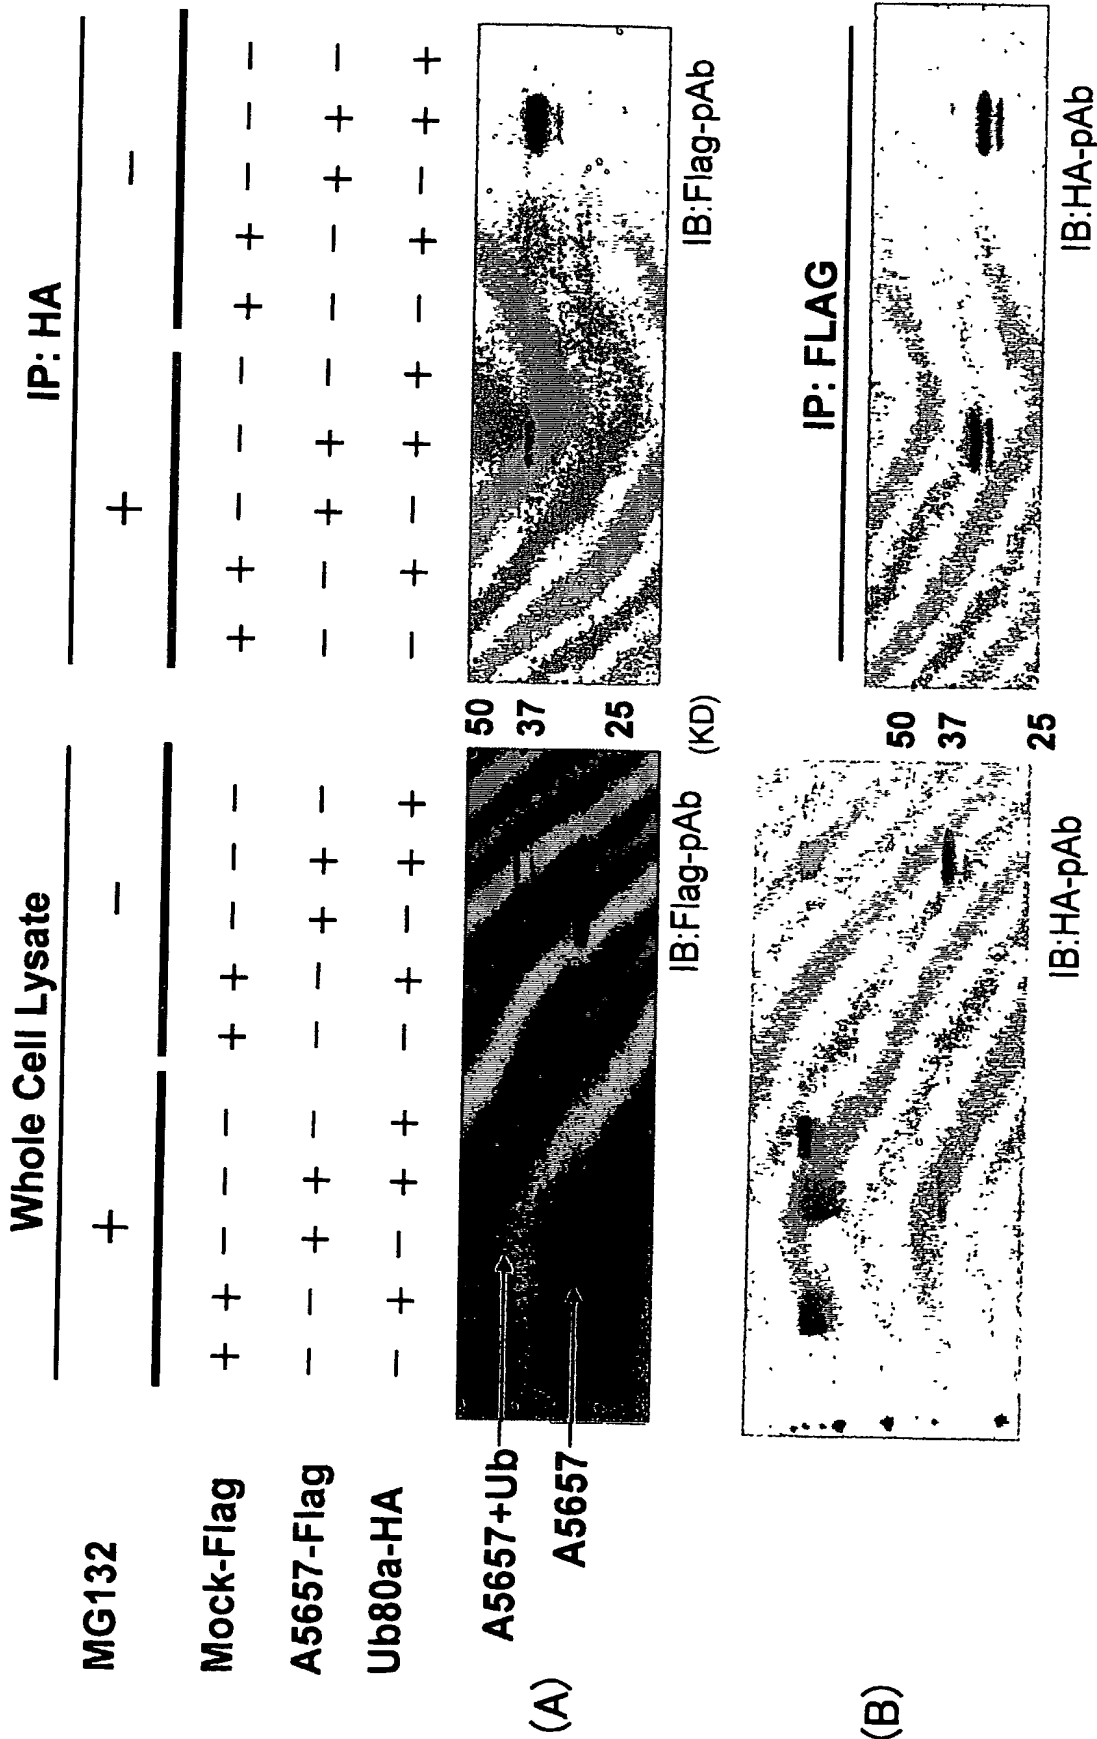 Whole Cell Lysate IP: HA
MG132 + − + −
Mock-Flag + + − − − + + − − − + + − − − + + − − −
A5657-Flag − − + + − − − + + − − − + + − − − + + −
Ub80a-HA − + − + + − + − + + − + − + + − + − + +
(A)
A5657+Ub
A5657
50
37
25
(KD)
IB:Flag-pAb IB:Flag-pAb
IP: FLAG
(B)
50
37
25
IB:HA-pAb IB:HA-pAb